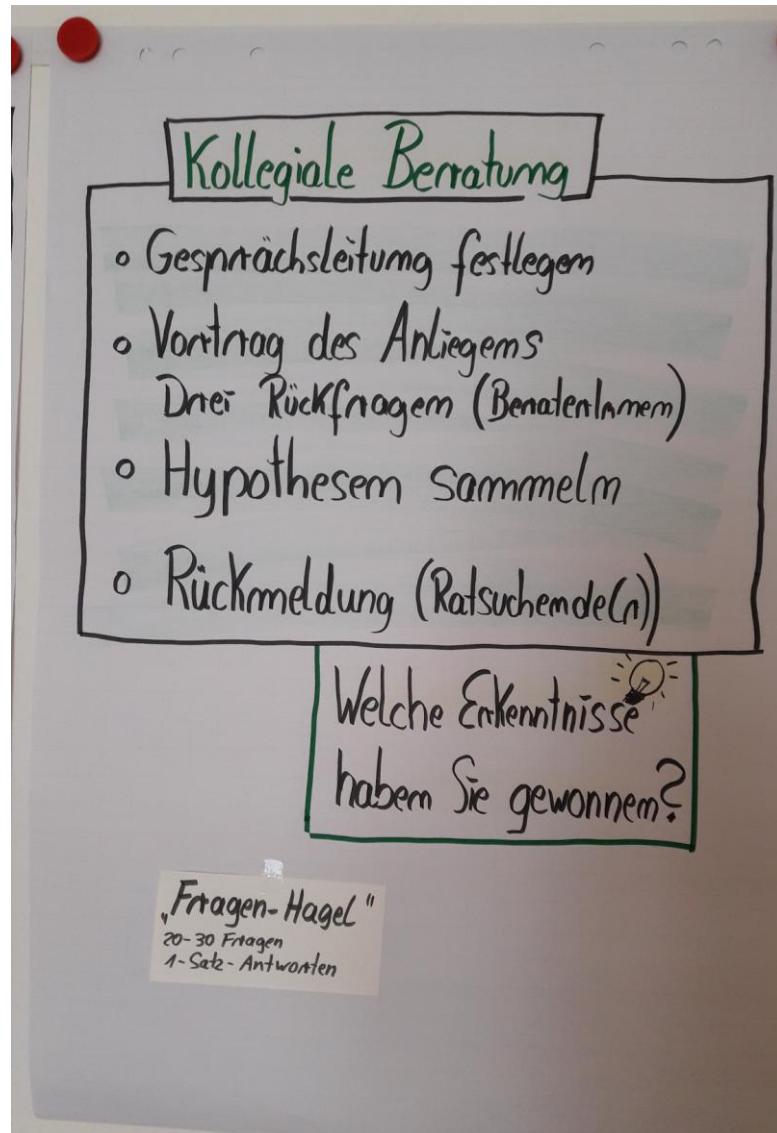 Kollegiale Beratung
Gesprächsleitung festlegen
Vortrag des Anliegens
Drei Rückfragen (BeraterInnen)
Hypothesen sammeln
Rückmeldung (Ratsuchende(r))
Welche Erkenntnisse
haben Sie gewonnen?
„Fragen-Hagel"
20-30 Fragen
1-Satz-Antworten